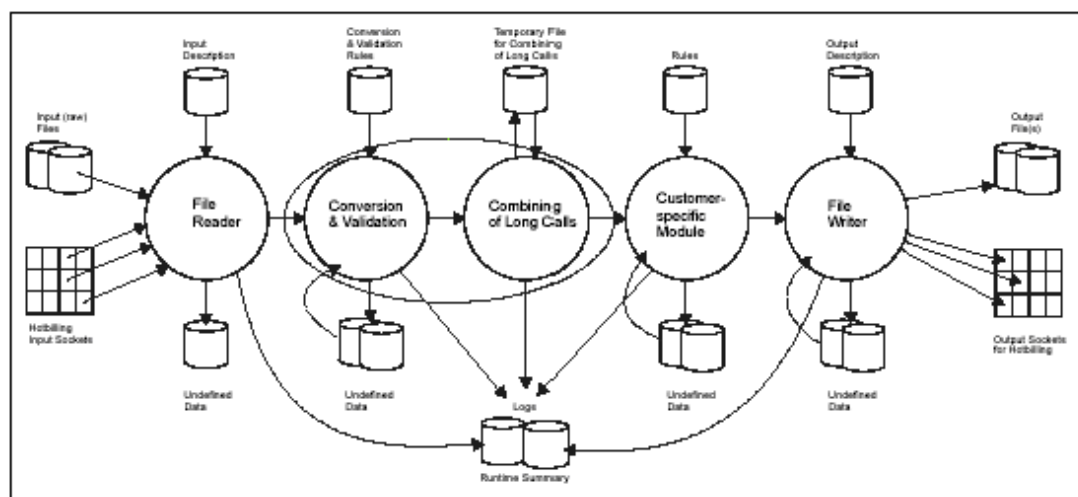 Input
Description
Conversion
& Validation
Rules
Temporary File
for Combining
of Long Calls
Rules
Output
Description
Input (raw)
Files
Output
File(s)
File
Reader
Conversion
& Validation
Combining
of Long Calls
Customer-
specific
Module
File
Writer
Hotbilling
Input Sockets
Output Sockets
for Hotbilling
Undefined
Data
Undefined
Data
Logs
Undefined
Data
Undefined
Data
Runtime Summary